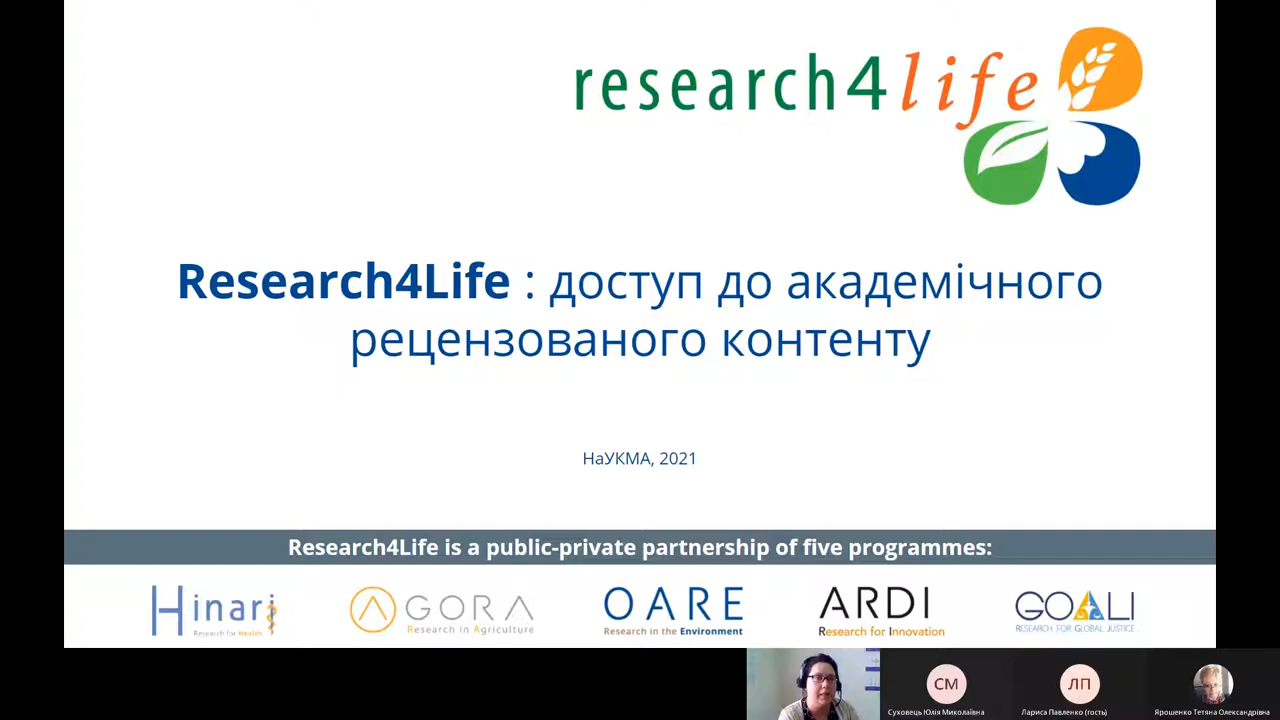 research4life
Research4Life : доступ до академічного
рецензованого контенту
НаУКМА, 2021
Research4Life is a public-private partnership of five programmes:
Hinari
Research for Health
AGORA
Research in Agriculture
OARE
Research in the Environment
ARDI
Research for Innovation
GOALI
RESEARCH FOR GLOBAL JUSTICE
СМ
ЛП
Суховець Юлія Миколаївна
Лариса Павленко (гость)
Ярошенко Тетяна Олександрівна